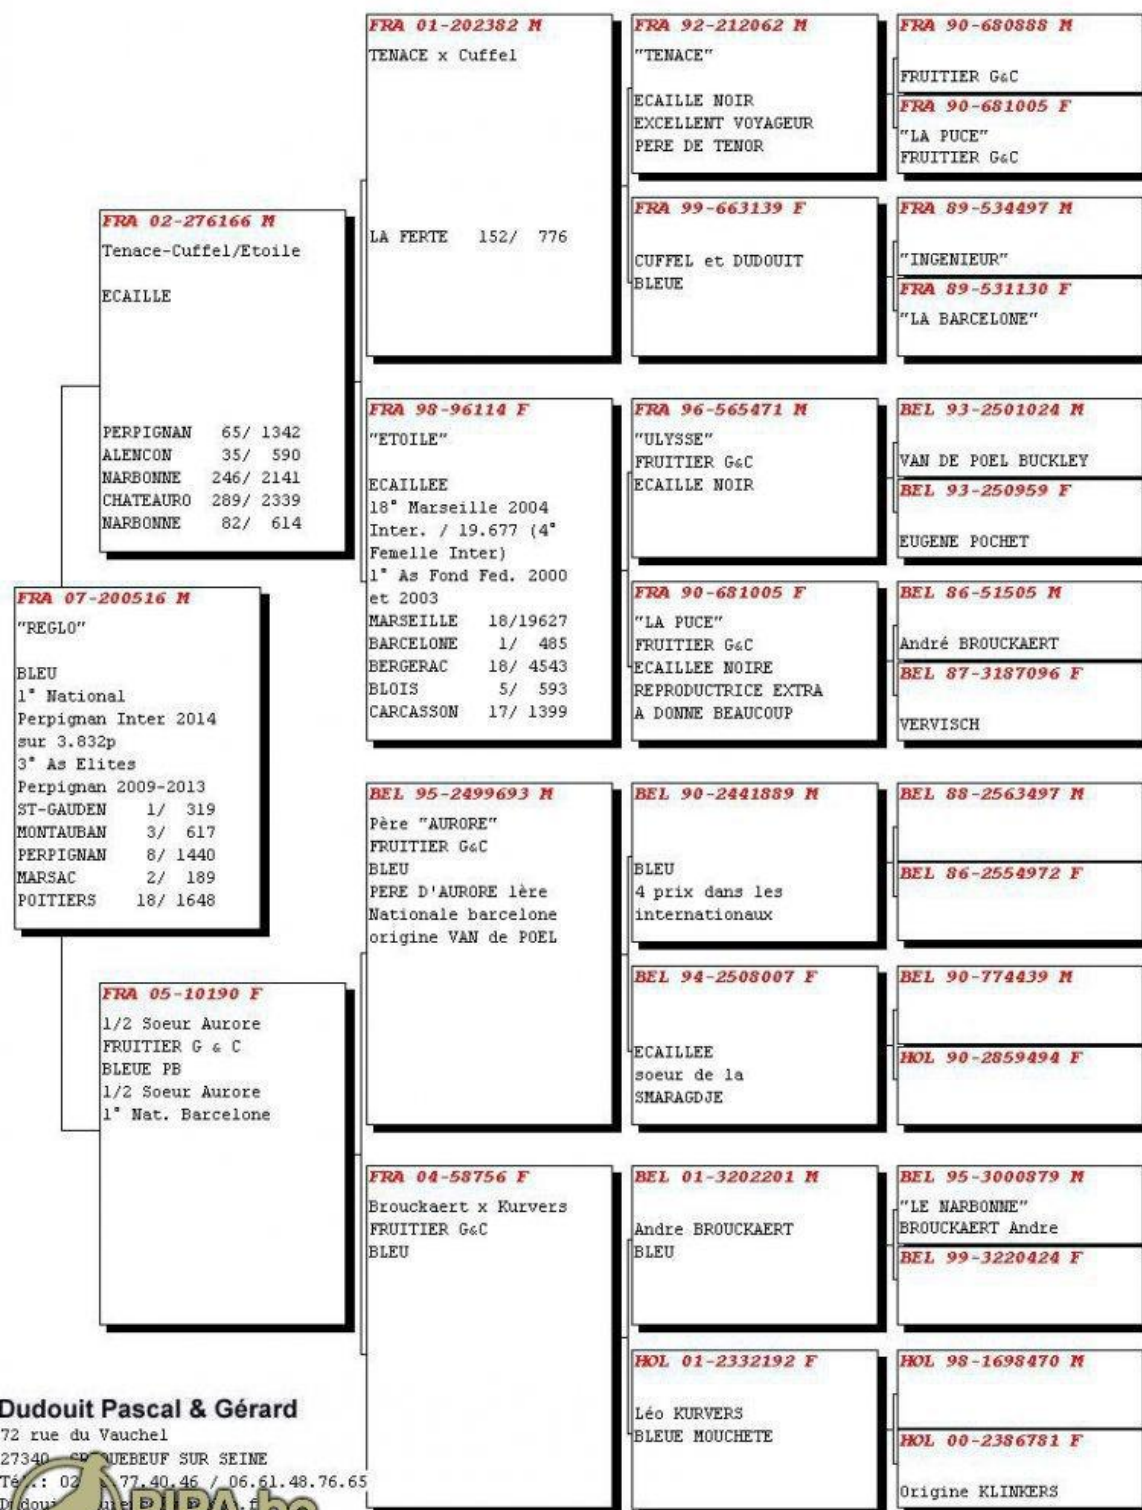 FRA 07-200516 M
"REGLO"
BLEU
1° National
Perpignan Inter 2014
sur 3.832p
3° As Elites
Perpignan 2009-2013
ST-GAUDEN 1/ 319
MONTAUBAN 3/ 617
PERPIGNAN 8/ 1440
MARSAC 2/ 189
POITIERS 18/ 1648
FRA 02-276166 M
Tenace-Cuffel/Etoile
ECAILLE
PERPIGNAN 65/ 1342
ALENCON 35/ 590
NARBONNE 246/ 2141
CHATEAURO 289/ 2339
NARBONNE 82/ 614
FRA 05-10190 F
1/2 Soeur Aurore
FRUITIER G & C
BLEUE PB
1/2 Soeur Aurore
1° Nat. Barcelone
FRA 01-202382 M
TENACE x Cuffel
LA FERTE 152/ 776
FRA 98-96114 F
"ETOILE"
ECAILLEE
18° Marseille 2004
Inter. / 19.677 (4°
Femelle Inter)
1° As Fond Fed. 2000
et 2003
MARSEILLE 18/19627
BARCELONE 1/ 485
BERGERAC 18/ 4543
BLOIS 5/ 593
CARCASSON 17/ 1399
BEL 95-2499693 M
Père "AURORE"
FRUITIER G&C
BLEU
PERE D'AURORE 1ère
Nationale barcelone
origine VAN de POEL
FRA 04-58756 F
Brouckaert x Kurvers
FRUITIER G&C
BLEU
FRA 92-212062 M
"TENACE"
ECAILLE NOIR
EXCELLENT VOYAGEUR
PERE DE TENOR
FRA 99-663139 F
CUFFEL et DUDOUIT
BLEUE
FRA 96-565471 M
"ULYSSE"
FRUITIER G&C
ECAILLE NOIR
FRA 90-681005 F
"LA PUCE"
FRUITIER G&C
ECAILLEE NOIRE
REPRODUCTRICE EXTRA
A DONNE BEAUCOUP
BEL 90-2441889 M
BLEU
4 prix dans les
internationaux
BEL 94-2508007 F
ECAILLEE
soeur de la
SMARAGDJE
BEL 01-3202201 M
Andre BROUCKAERT
BLEU
HOL 01-2332192 F
Léo KURVERS
BLEUE MOUCHETE
FRA 90-680888 M
FRUITIER G&C
FRA 90-681005 F
"LA PUCE"
FRUITIER G&C
FRA 89-534497 M
"INGENIEUR"
FRA 89-531130 F
"LA BARCELONE"
BEL 93-2501024 M
VAN DE POEL BUCKLEY
BEL 93-250959 F
EUGENE POCHET
BEL 86-51505 M
André BROUCKAERT
BEL 87-3187096 F
VERVISCH
BEL 88-2563497 M
BEL 86-2554972 F
BEL 90-774439 M
HOL 90-2859494 F
BEL 95-3000879 M
"LE NARBONNE"
BROUCKAERT Andre
BEL 99-3220424 F
HOL 98-1698470 M
HOL 00-2386781 F
Origine KLINKERS
Dudouit Pascal & Gérard
72 rue du Vauchel
27340 SUR SEINE
77.40.46 / 06.61.48.76.65
PIPA.be